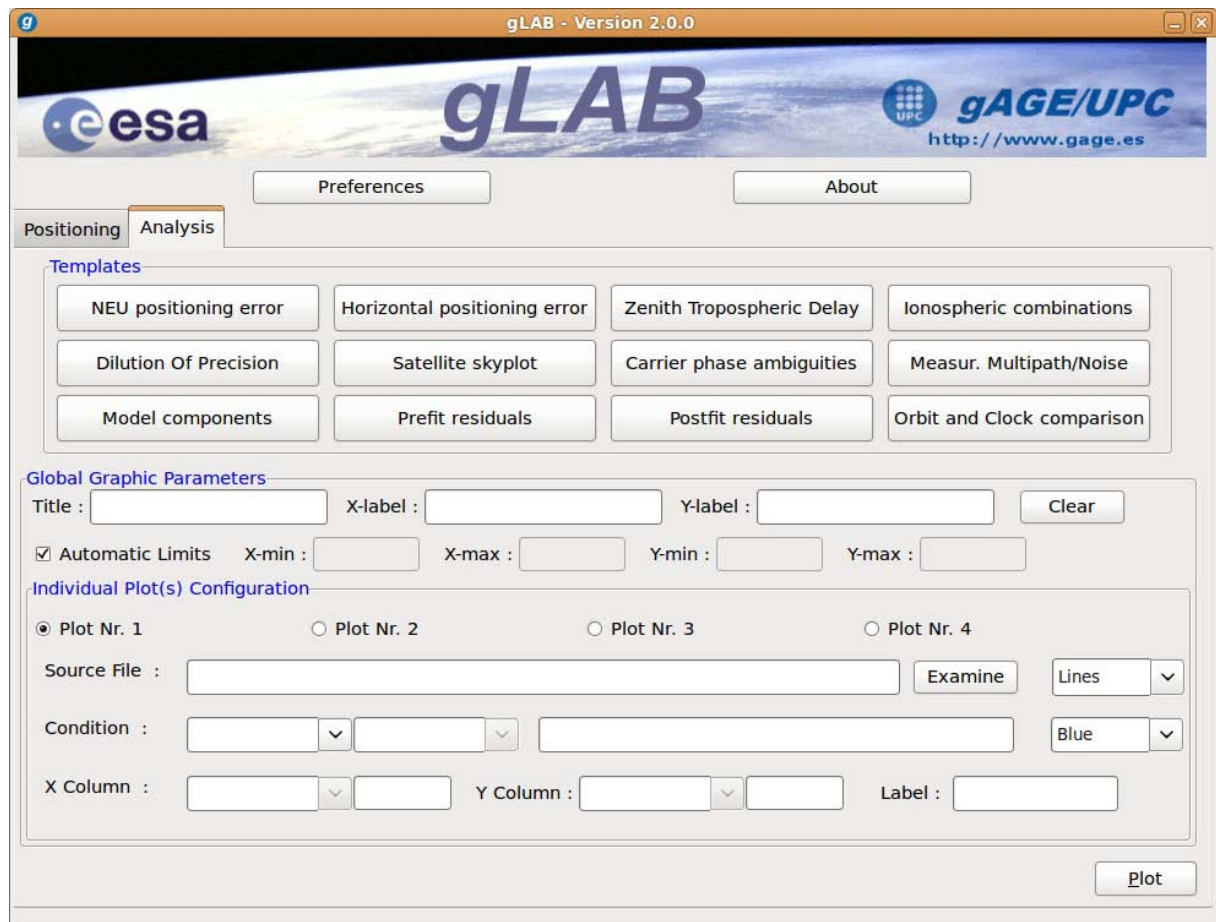 g
gLAB - Version 2.0.0
esa
gLAB
UPC
gAGE/UPC
http://www.gage.es
Preferences
About
Positioning
Analysis
Templates
NEU positioning error
Horizontal positioning error
Zenith Tropospheric Delay
Ionospheric combinations
Dilution Of Precision
Satellite skyplot
Carrier phase ambiguities
Measur. Multipath/Noise
Model components
Prefit residuals
Postfit residuals
Orbit and Clock comparison
Global Graphic Parameters
Title :
X-label :
Y-label :
Clear
Automatic Limits
X-min :
X-max :
Y-min :
Y-max :
Individual Plot(s) Configuration
Plot Nr. 1
Plot Nr. 2
Plot Nr. 3
Plot Nr. 4
Source File :
Examine
Lines
Condition :
Blue
X Column :
Y Column :
Label :
Plot